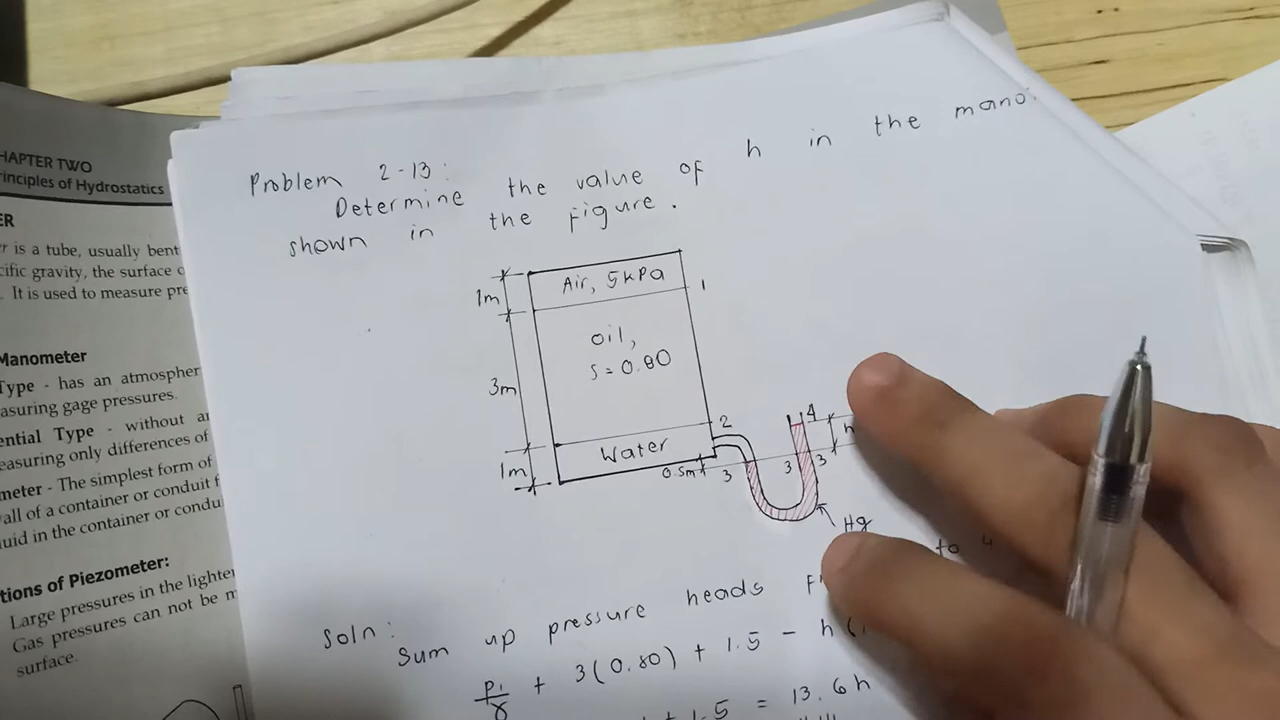 HAPTER TWO
rinciples of Hydrostatics
ER
r is a tube, usually bent
cific gravity, the surface o
. It is used to measure pre
Manometer
Type - has an atmospher
asuring gage pressures.
ential Type - without an
easuring only differences of
meter - The simplest form of
all of a container or conduit f
uid in the container or condu
tions of Piezometer:
Large pressures in the lighter
Gas pressures can not be m
surface.
Problem 2-13:
Determine the value of h in the mano
shown in the figure.
1m
Air, 5kPa
1
3m
oil,
S = 0.80
2
4
h
1m
Water
0.5m
3
3
3
Hg
Soln:
Sum up pressure heads to 4
P1/γ + 3(0.80) + 1.5 - h(
1.5 = 13.6h